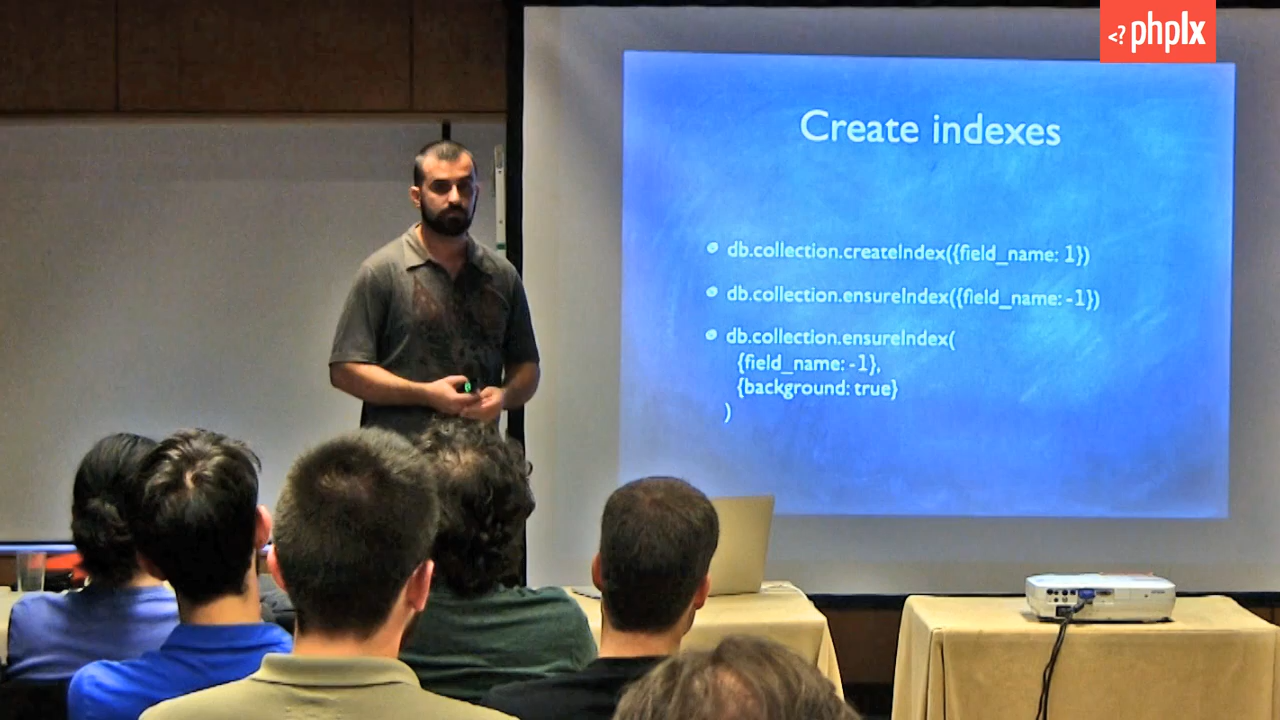 <? phplx
Create indexes
db.collection.createIndex({field_name: 1})
db.collection.ensureIndex({field_name: -1})
db.collection.ensureIndex(
{field_name: -1},
{background: true}
)